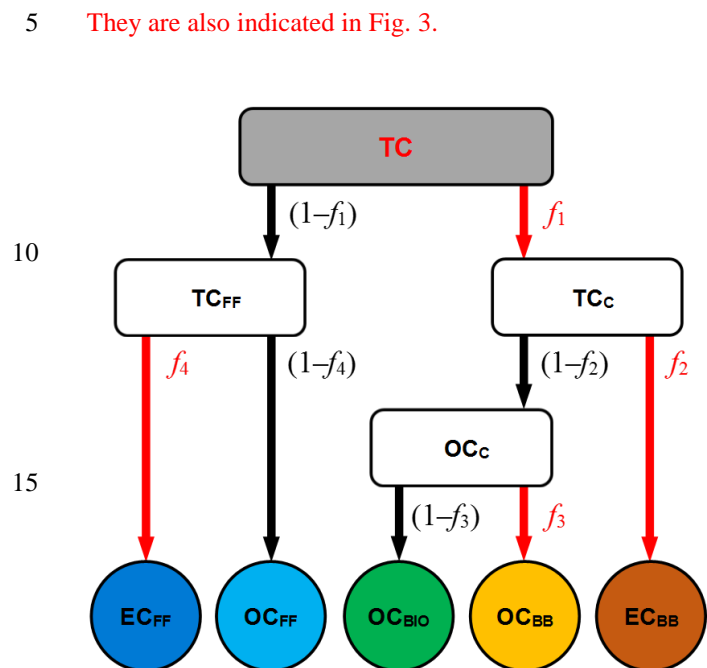 5 They are also indicated in Fig. 3.
TC
(1–f1) f1
10
TCFF TCC
f4 (1–f4) (1–f2) f2
OCC
15
(1–f3) f3
ECFF OCFF OCBIO OCBB ECBB